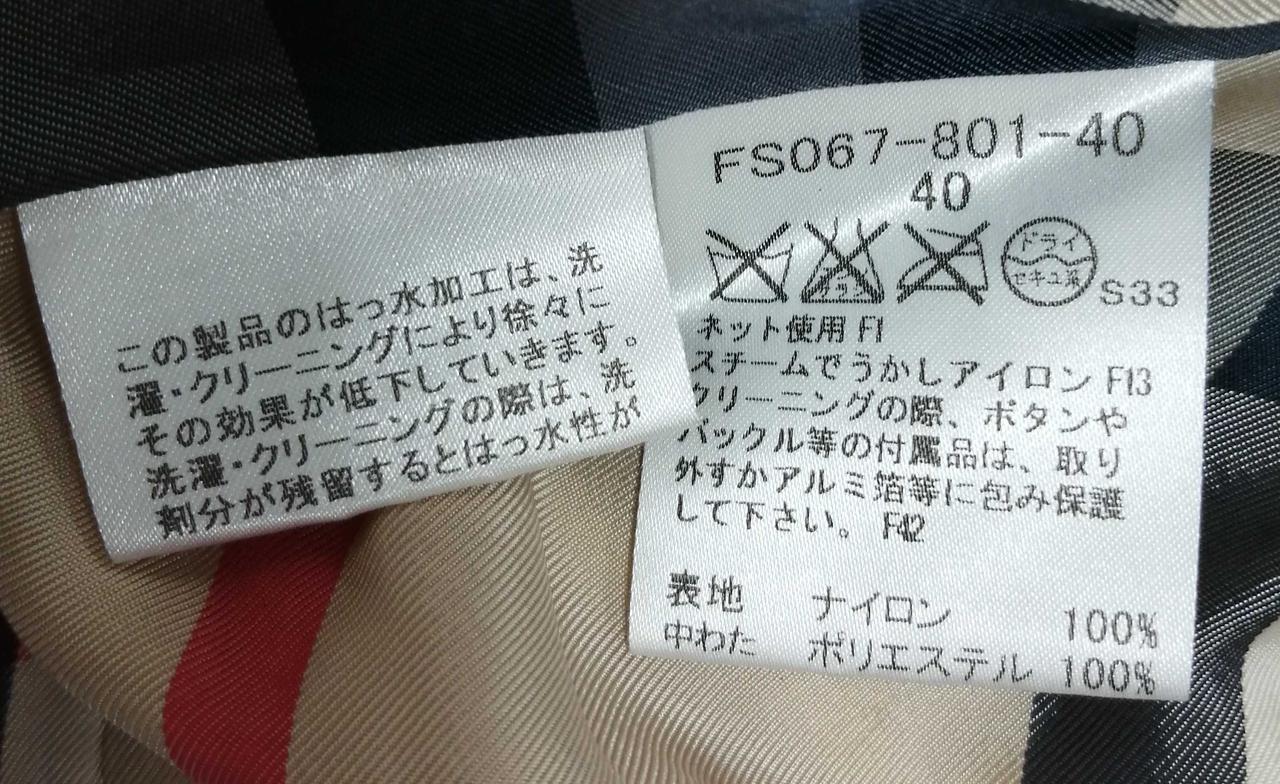 この製品のはっ水加工は、洗
濯・クリーニングにより徐々に
その効果が低下していきます。
洗濯・クリーニングの際は、洗
剤分が残留するとはっ水性が
FS067-801-40
40
エンソ
サラシ
ドライ
セキユ系
S33
ネット使用 F1
スチームでうかしアイロン F13
クリーニングの際、ボタンや
バックル等の付属品は、取り
外すかアルミ箔等に包み保護
して下さい。 F42
表地 ナイロン 100%
中わた ポリエステル 100%